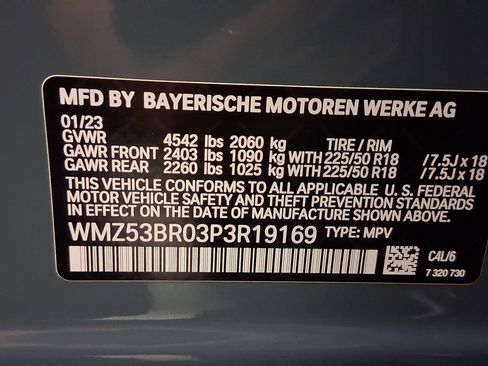 MFD BY BAYERISCHE MOTOREN WERKE AG
01/23
GVWR 4542 lbs 2060 kg TIRE / RIM
GAWR FRONT 2403 lbs 1090 kg WITH 225/50 R18 /7.5J x 18
GAWR REAR 2260 lbs 1025 kg WITH 225/50 R18 /7.5J x 18
THIS VEHICLE CONFORMS TO ALL APPLICABLE U. S. FEDERAL
MOTOR VEHICLE SAFETY AND THEFT PREVENTION STANDARDS
IN EFFECT ON THE DATE OF MANUFACTURE SHOWN ABOVE.
WMZ53BR03P3R19169 TYPE: MPV
C4L/6
7 320 730